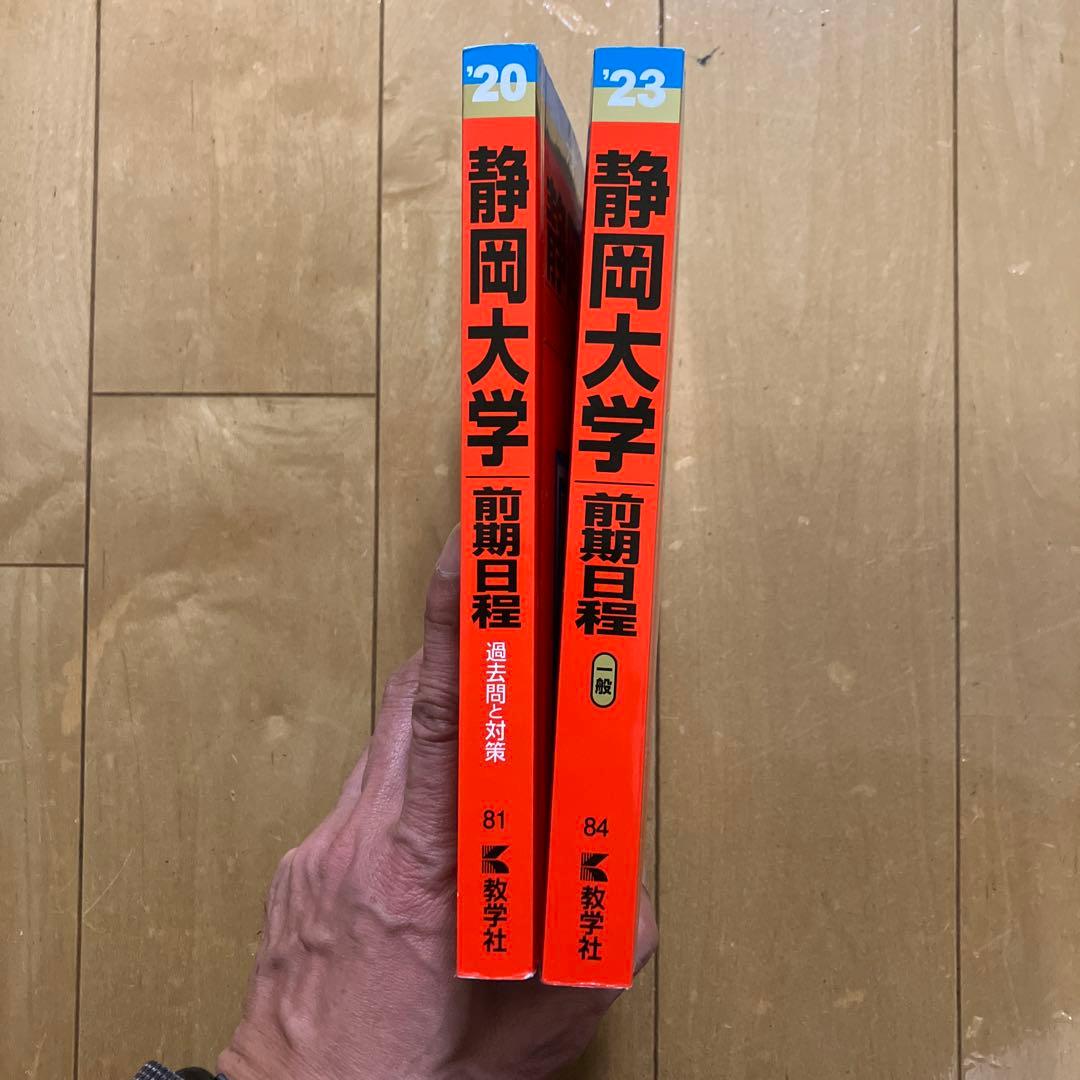 '20
静岡大学
前期日程
過去問と対策
81
教学社
'23
静岡大学
前期日程
一般
84
教学社